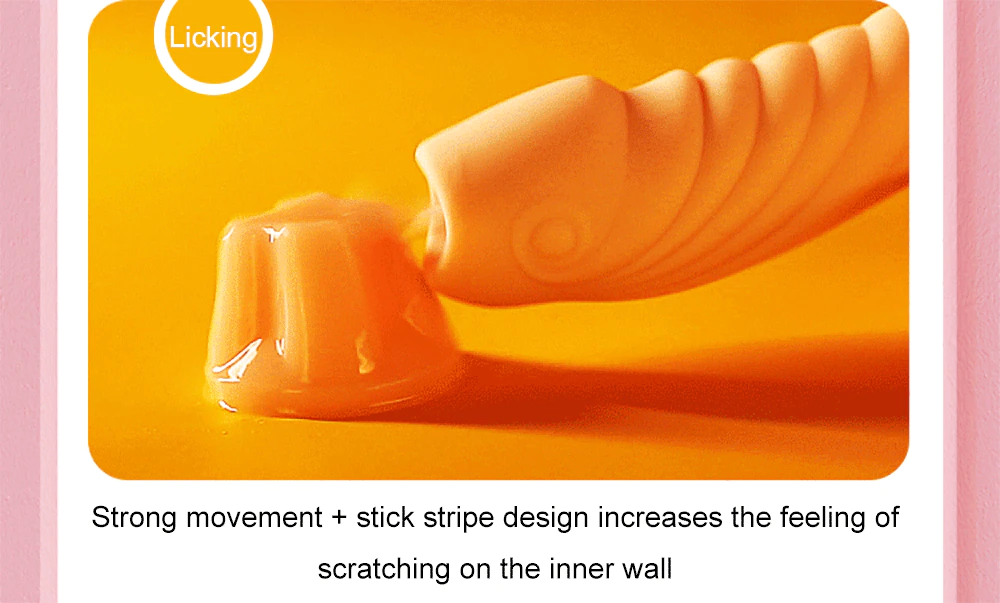 Licking
Strong movement + stick stripe design increases the feeling of
scratching on the inner wall